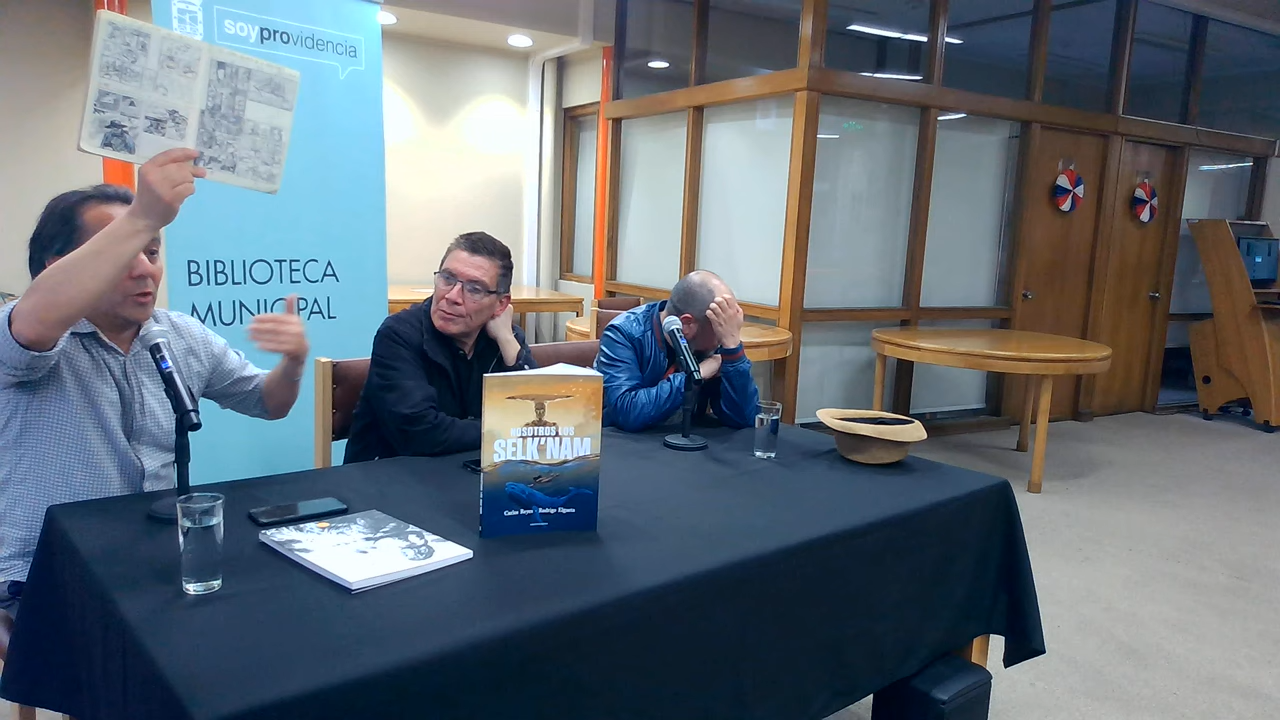 soyprovidencia
BIBLIOTECA
MUNICIPAL
NOSOTROS LOS
SELK'NAM
Carlos Reyes Rodrigo Elgueta